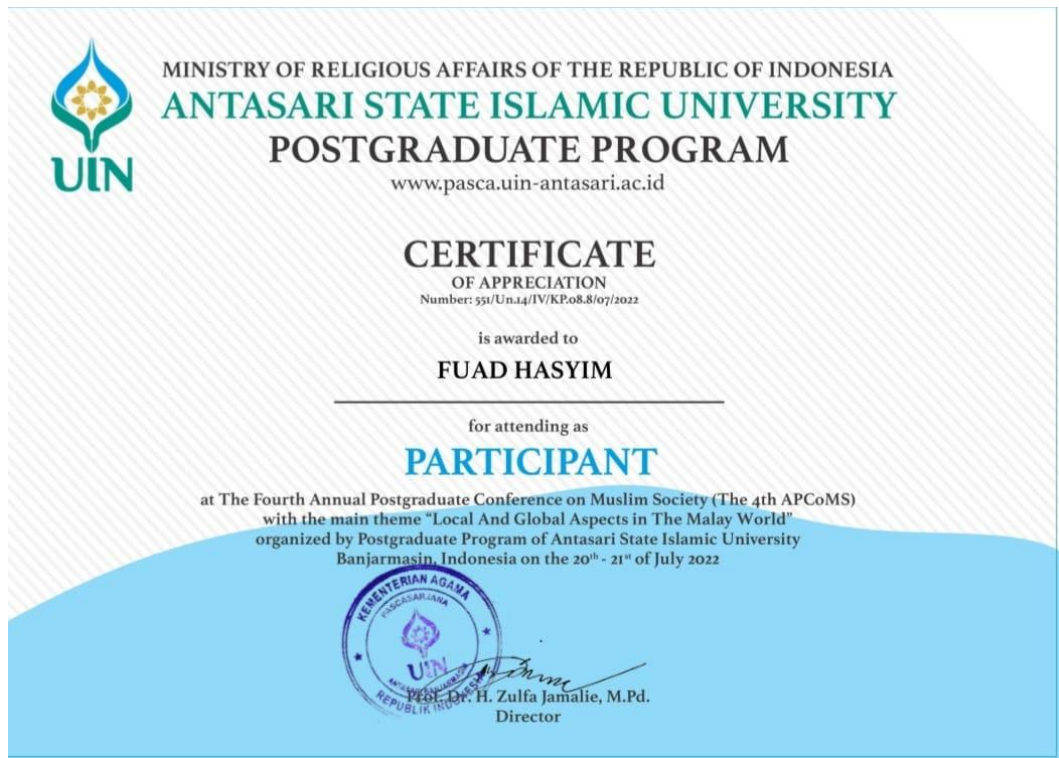 MINISTRY OF RELIGIOUS AFFAIRS OF THE REPUBLIC OF INDONESIA
ANTASARI STATE ISLAMIC UNIVERSITY
POSTGRADUATE PROGRAM
www.pasca.uin-antasari.ac.id
UIN
CERTIFICATE
OF APPRECIATION
Number: 551/Un.14/IV/KP.08.8/07/2022
is awarded to
FUAD HASYIM
for attending as
PARTICIPANT
at The Fourth Annual Postgraduate Conference on Muslim Society (The 4th APCoMS)
with the main theme “Local And Global Aspects in The Malay World”
organized by Postgraduate Program of Antasari State Islamic University
Banjarmasin, Indonesia on the 20th - 21st of July 2022
KEMENTERIAN AGAMA
PASCASARJANA
UIN
ANTASARI BANJARMASIN
REPUBLIK INDONESIA
Prof. Dr. H. Zulfa Jamalie, M.Pd.
Director